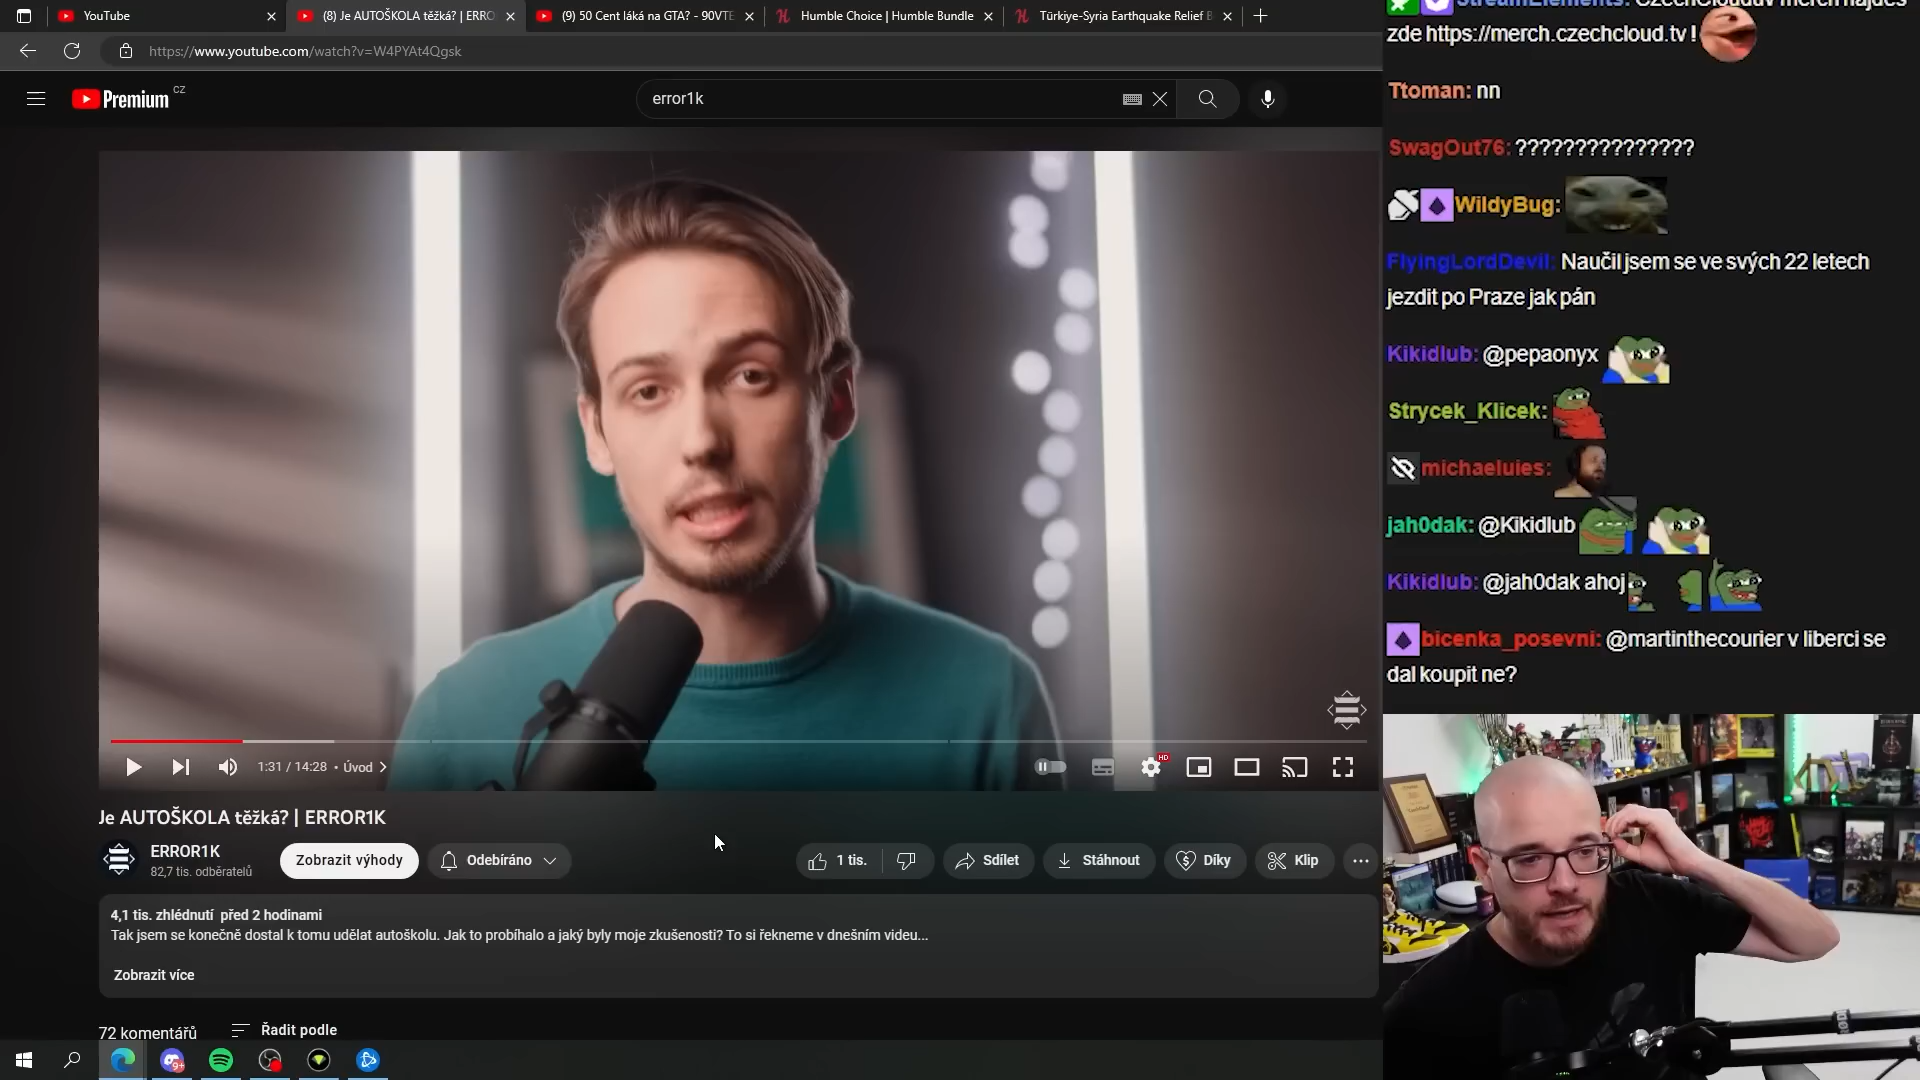 YouTube
(8) Je AUTOŠKOLA těžká? | ERRO
(9) 50 Cent láká na GTA? - 90VTE
Humble Choice | Humble Bundle
Türkiye-Syria Earthquake Relief B
https://www.youtube.com/watch?v=W4PYAt4Qgsk
Premium CZ
error1k
1:31 / 14:28 • Úvod
HD
Je AUTOŠKOLA těžká? | ERROR1K
ERROR1K
82,7 tis. odběratelů
Zobrazit výhody
Odebíráno
1 tis.
Sdílet
Stáhnout
Díky
Klip
4,1 tis. zhlédnutí před 2 hodinami
Tak jsem se konečně dostal k tomu udělat autoškolu. Jak to probíhalo a jaký byly moje zkušenosti? To si řekneme v dnešním videu...
Zobrazit více
72 komentářů
Řadit podle
9+
StreamElements: CzechClouduv merch najdes
zde https://merch.czechcloud.tv !
Ttoman: nn
SwagOut76: ???????????????
WildyBug:
FlyingLordDevil: Naučil jsem se ve svých 22 letech
jezdit po Praze jak pán
Kikidlub: @pepaonyx
Strycek_Klicek:
michaeluies:
jah0dak: @Kikidlub
Kikidlub: @jah0dak ahoj
bicenka_posevni: @martinthecourier v liberci se
dal koupit ne?